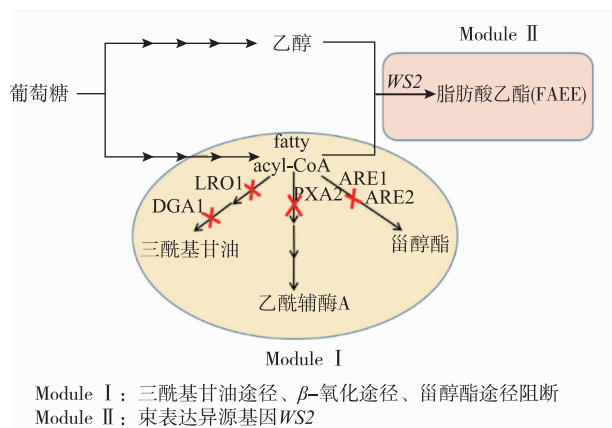 Module Ⅱ
乙醇
葡萄糖
WS2
脂肪酸乙酯(FAEE)
fatty
acyl-CoA
LRO1
PXA2
ARE1
DGA1
ARE2
三酰基甘油
甾醇酯
乙酰辅酶A
Module Ⅰ
Module Ⅰ：三酰基甘油途径、β-氧化途径、甾醇酯途径阻断
Module Ⅱ：束表达异源基因WS2